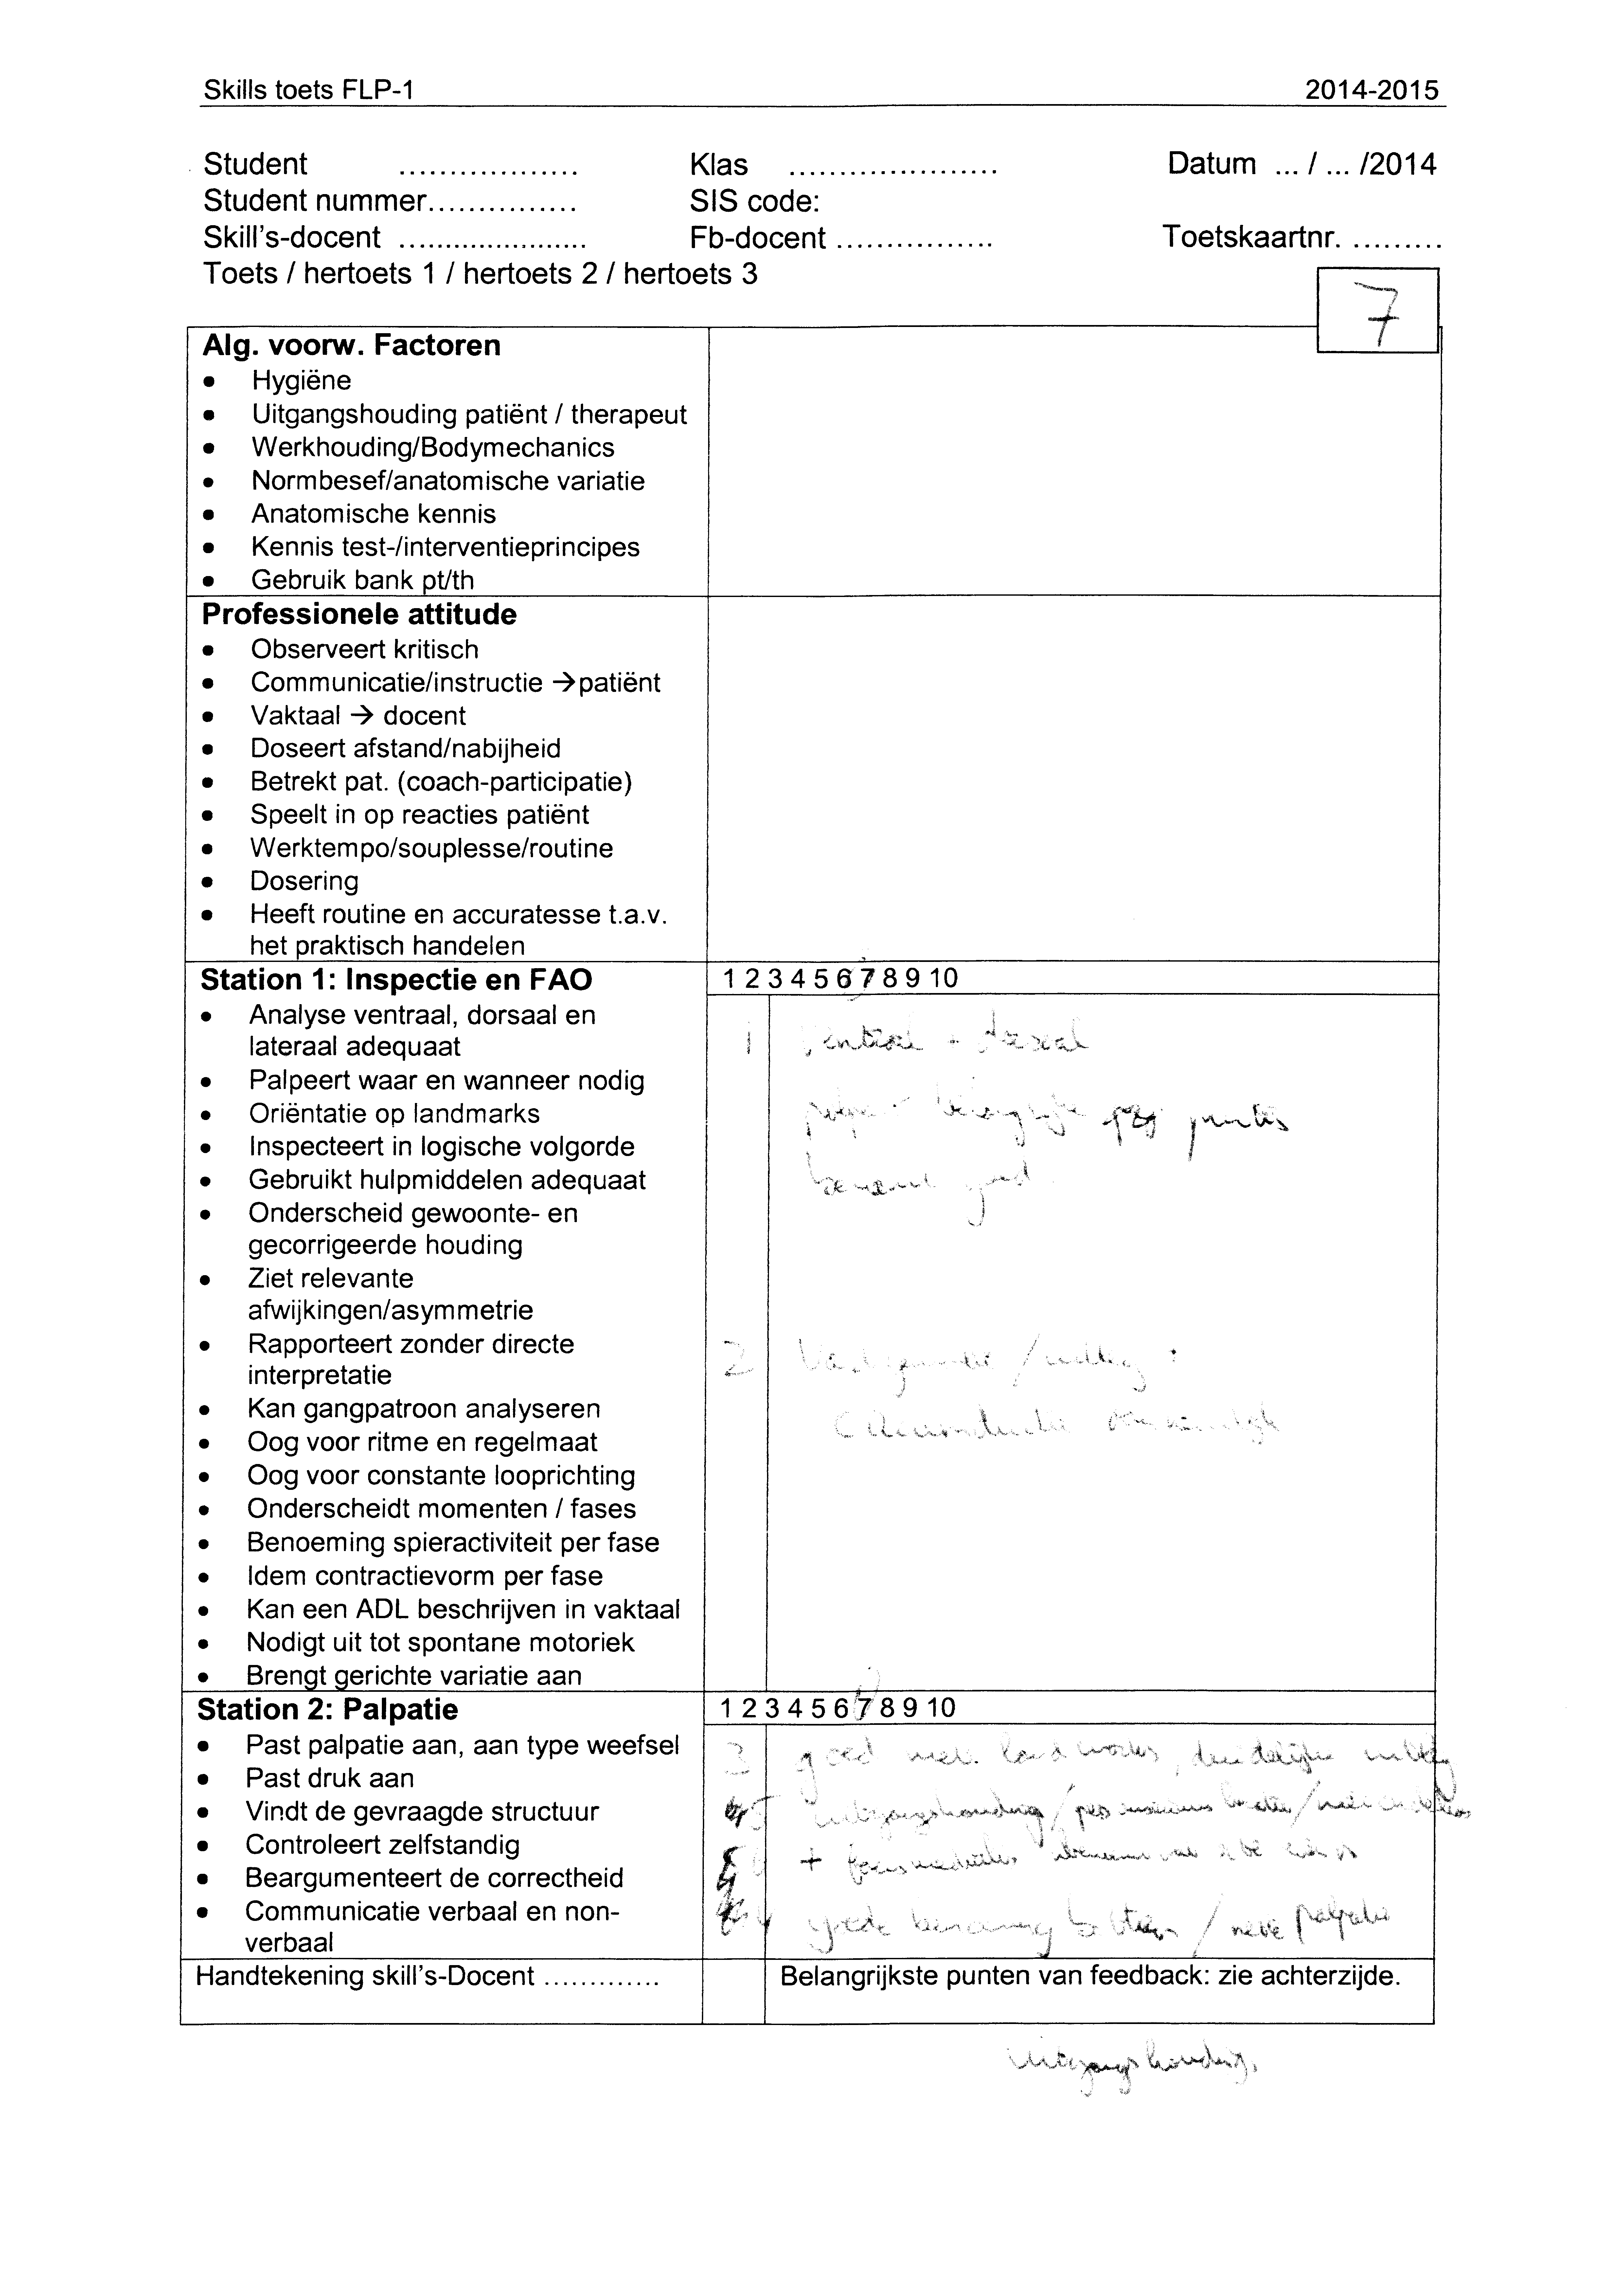 Skills toets FLP-1 2014-2015
Student .................. Klas ..................... Datum ... / ... /2014
Student nummer............... SIS code:
Skill's-docent ...................... Fb-docent ................ Toetskaartnr. ..........
Toets / hertoets 1 / hertoets 2 / hertoets 3
7
Alg. voorw. Factoren
• Hygiëne
• Uitgangshouding patiënt / therapeut
• Werkhouding/Bodymechanics
• Normbesef/anatomische variatie
• Anatomische kennis
• Kennis test-/interventieprincipes
• Gebruik bank pt/th
Professionele attitude
• Observeert kritisch
• Communicatie/instructie →patiënt
• Vaktaal → docent
• Doseert afstand/nabijheid
• Betrekt pat. (coach-participatie)
• Speelt in op reacties patiënt
• Werktempo/souplesse/routine
• Dosering
• Heeft routine en accuratesse t.a.v.
het praktisch handelen
Station 1: Inspectie en FAO 1 2 3 4 5 6 7 8 9 10
• Analyse ventraal, dorsaal en
lateraal adequaat
1 ventraal + dorsaal
• Palpeert waar en wanneer nodig
• Oriëntatie op landmarks
punten
• Inspecteert in logische volgorde
• Gebruikt hulpmiddelen adequaat
goed
• Onderscheid gewoonte- en
gecorrigeerde houding
• Ziet relevante
afwijkingen/asymmetrie
• Rapporteert zonder directe
interpretatie
2 / uitleg :
• Kan gangpatroon analyseren
• Oog voor ritme en regelmaat
• Oog voor constante looprichting
• Onderscheidt momenten / fases
• Benoeming spieractiviteit per fase
• Idem contractievorm per fase
• Kan een ADL beschrijven in vaktaal
• Nodigt uit tot spontane motoriek
• Brengt gerichte variatie aan
Station 2: Palpatie 1 2 3 4 5 6 7 8 9 10
• Past palpatie aan, aan type weefsel
3 goed landmarks, duidelijke uitleg
• Past druk aan
• Vindt de gevraagde structuur
uitgangshouding / pes anserinus
• Controleert zelfstandig
+
• Beargumenteert de correctheid
• Communicatie verbaal en non-
verbaal
goede / palpatie
Handtekening skill's-Docent ............. Belangrijkste punten van feedback: zie achterzijde.
Uitgangshouding.